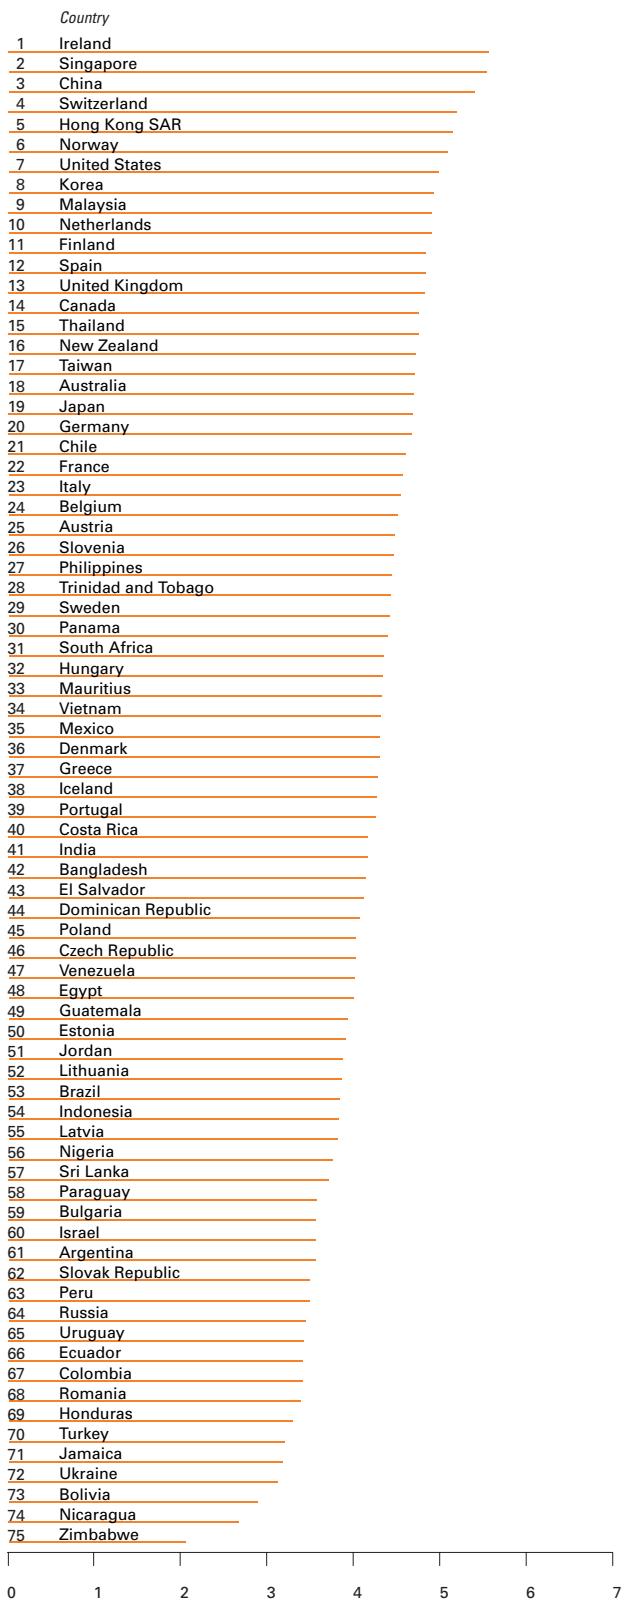 Country
1 Ireland
2 Singapore
3 China
4 Switzerland
5 Hong Kong SAR
6 Norway
7 United States
8 Korea
9 Malaysia
10 Netherlands
11 Finland
12 Spain
13 United Kingdom
14 Canada
15 Thailand
16 New Zealand
17 Taiwan
18 Australia
19 Japan
20 Germany
21 Chile
22 France
23 Italy
24 Belgium
25 Austria
26 Slovenia
27 Philippines
28 Trinidad and Tobago
29 Sweden
30 Panama
31 South Africa
32 Hungary
33 Mauritius
34 Vietnam
35 Mexico
36 Denmark
37 Greece
38 Iceland
39 Portugal
40 Costa Rica
41 India
42 Bangladesh
43 El Salvador
44 Dominican Republic
45 Poland
46 Czech Republic
47 Venezuela
48 Egypt
49 Guatemala
50 Estonia
51 Jordan
52 Lithuania
53 Brazil
54 Indonesia
55 Latvia
56 Nigeria
57 Sri Lanka
58 Paraguay
59 Bulgaria
60 Israel
61 Argentina
62 Slovak Republic
63 Peru
64 Russia
65 Uruguay
66 Ecuador
67 Colombia
68 Romania
69 Honduras
70 Turkey
71 Jamaica
72 Ukraine
73 Bolivia
74 Nicaragua
75 Zimbabwe
0 1 2 3 4 5 6 7